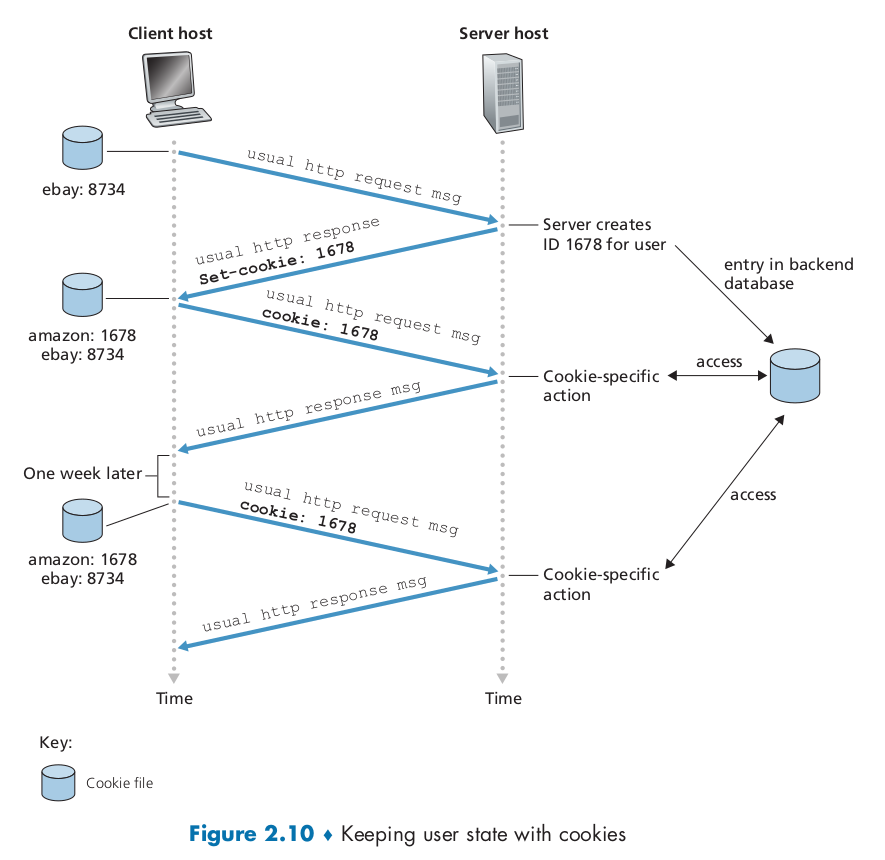 Client host
Server host
ebay: 8734
usual http request msg
Server creates
ID 1678 for user
entry in backend
database
usual http response
Set-cookie: 1678
amazon: 1678
ebay: 8734
usual http request msg
cookie: 1678
Cookie-specific
action
access
usual http response msg
One week later
amazon: 1678
ebay: 8734
usual http request msg
cookie: 1678
access
Cookie-specific
action
usual http response msg
Time
Time
Key:
Cookie file
Figure 2.10 ♦ Keeping user state with cookies